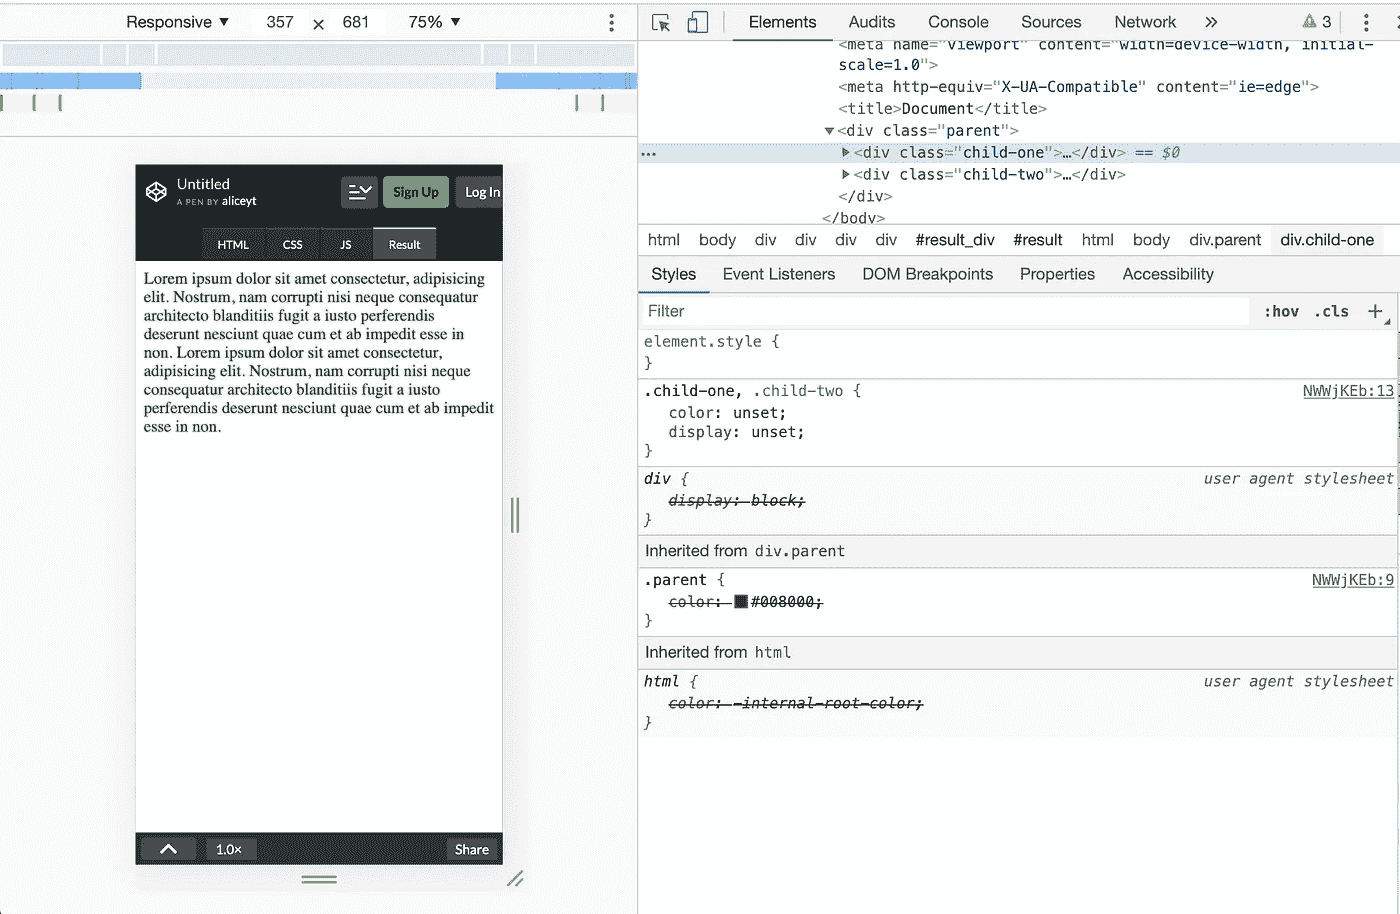 Responsive ▼ 357 × 681 75% ▼
Untitled
A PEN BY aliceyt
Sign Up
Log In
HTML CSS JS Result
Lorem ipsum dolor sit amet consectetur, adipisicing
elit. Nostrum, nam corrupti nisi neque consequatur
architecto blanditiis fugit a iusto perferendis
deserunt nesciunt quae cum et ab impedit esse in
non. Lorem ipsum dolor sit amet consectetur,
adipisicing elit. Nostrum, nam corrupti nisi neque
consequatur architecto blanditiis fugit a iusto
perferendis deserunt nesciunt quae cum et ab impedit
esse in non.
1.0× Share
Elements Audits Console Sources Network » 3
<meta name="viewport" content="width=device-width, initial-
scale=1.0">
<meta http-equiv="X-UA-Compatible" content="ie=edge">
<title>Document</title>
▼<div class="parent">
… ▶<div class="child-one">…</div> == $0
▶<div class="child-two">…</div>
</div>
</body>
html body div div div div #result_div #result html body div.parent div.child-one
Styles Event Listeners DOM Breakpoints Properties Accessibility
Filter :hov .cls +
element.style {
}
.child-one, .child-two { NWWjKEb:13
color: unset;
display: unset;
}
div { user agent stylesheet
display: block;
}
Inherited from div.parent
.parent { NWWjKEb:9
color: #008000;
}
Inherited from html
html { user agent stylesheet
color: -internal-root-color;
}